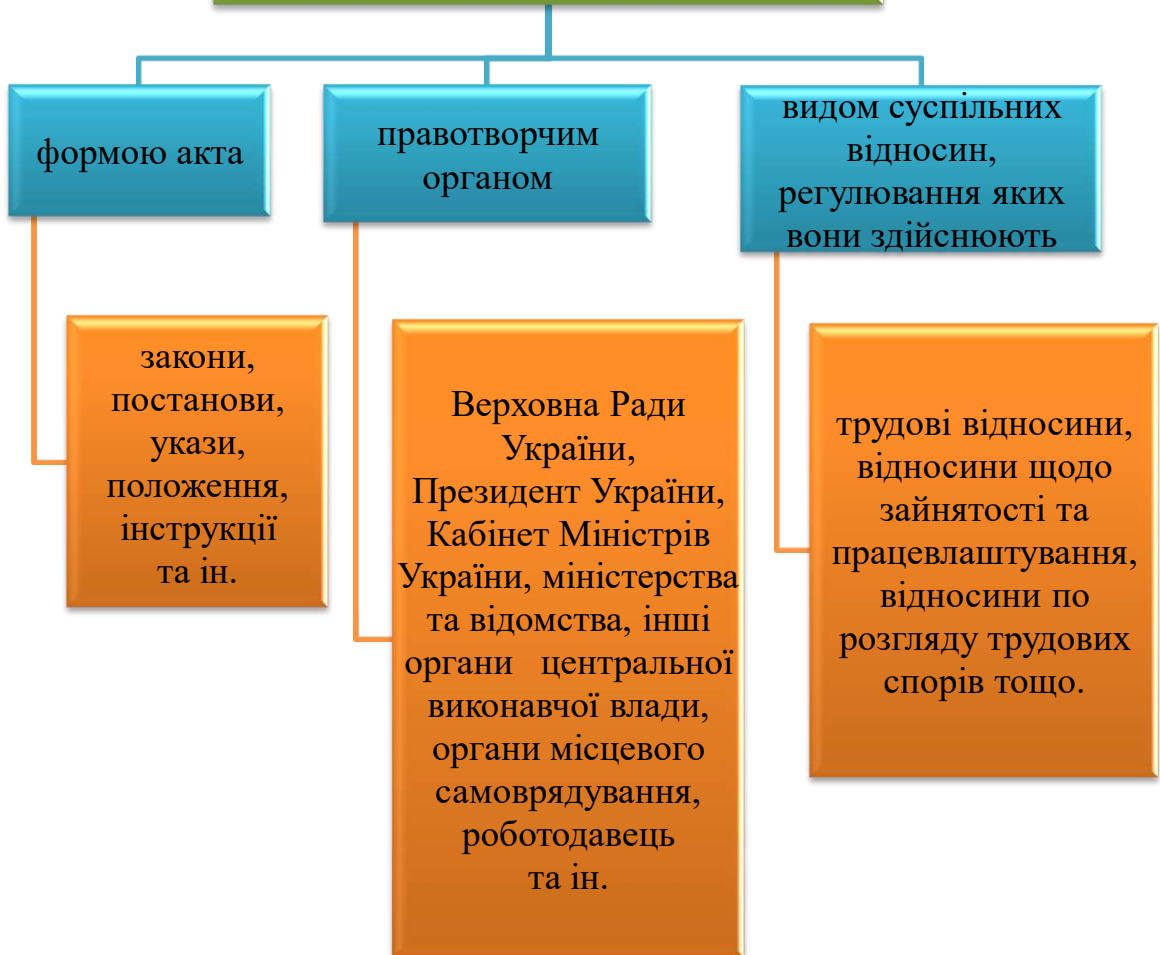 формою акта
правотворчим
органом
видом суспільних
відносин,
регулювання яких
вони здійснюють
закони,
постанови,
укази,
положення,
інструкції
та ін.
Верховна Ради
України,
Президент України,
Кабінет Міністрів
України, міністерства
та відомства, інші
органи центральної
виконавчої влади,
органи місцевого
самоврядування,
роботодавець
та ін.
трудові відносини,
відносини щодо
зайнятості та
працевлаштування,
відносини по
розгляду трудових
спорів тощо.